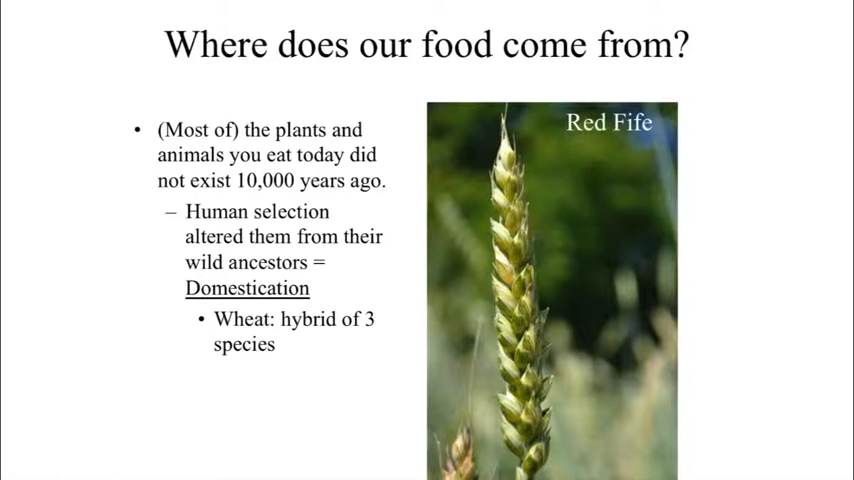 Where does our food come from?
• (Most of) the plants and
animals you eat today did
not exist 10,000 years ago.
– Human selection
altered them from their
wild ancestors =
Domestication
• Wheat: hybrid of 3
species
Red Fife